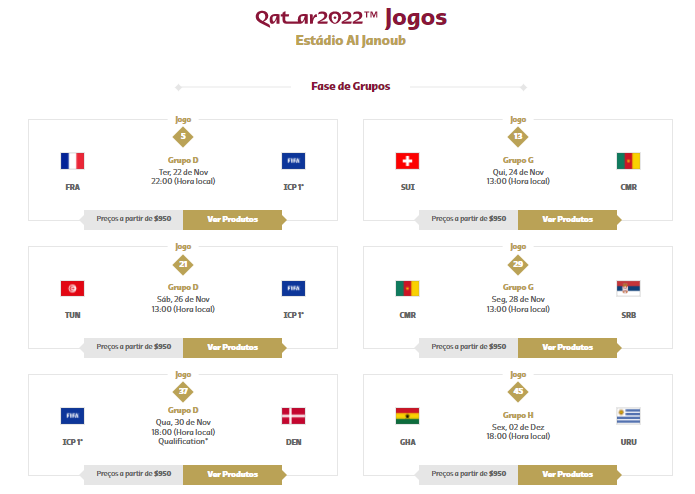 Qatar2022™ Jogos
Estádio Al Janoub
Fase de Grupos
Jogo
5
Grupo D
Ter, 22 de Nov
22:00 (Hora local)
FRA
FIFA
ICP 1*
Preços a partir de $950
Ver Produtos
Jogo
13
Grupo G
Qui, 24 de Nov
13:00 (Hora local)
SUI
CMR
Preços a partir de $950
Ver Produtos
Jogo
21
Grupo D
Sáb, 26 de Nov
13:00 (Hora local)
TUN
FIFA
ICP 1*
Preços a partir de $950
Ver Produtos
Jogo
29
Grupo G
Seg, 28 de Nov
13:00 (Hora local)
CMR
SRB
Preços a partir de $950
Ver Produtos
Jogo
37
Grupo D
Qua, 30 de Nov
18:00 (Hora local)
Qualification*
FIFA
ICP 1*
DEN
Preços a partir de $950
Ver Produtos
Jogo
45
Grupo H
Sex, 02 de Dez
18:00 (Hora local)
GHA
URU
Preços a partir de $950
Ver Produtos